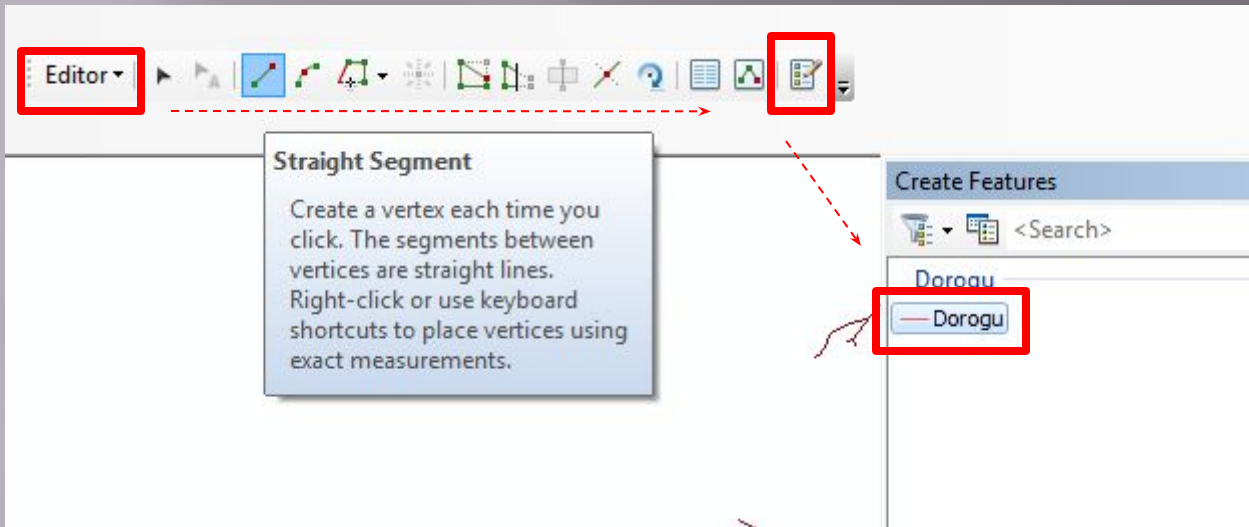 Editor
Straight Segment
Create a vertex each time you
click. The segments between
vertices are straight lines.
Right-click or use keyboard
shortcuts to place vertices using
exact measurements.
Create Features
<Search>
Dorogu
Dorogu